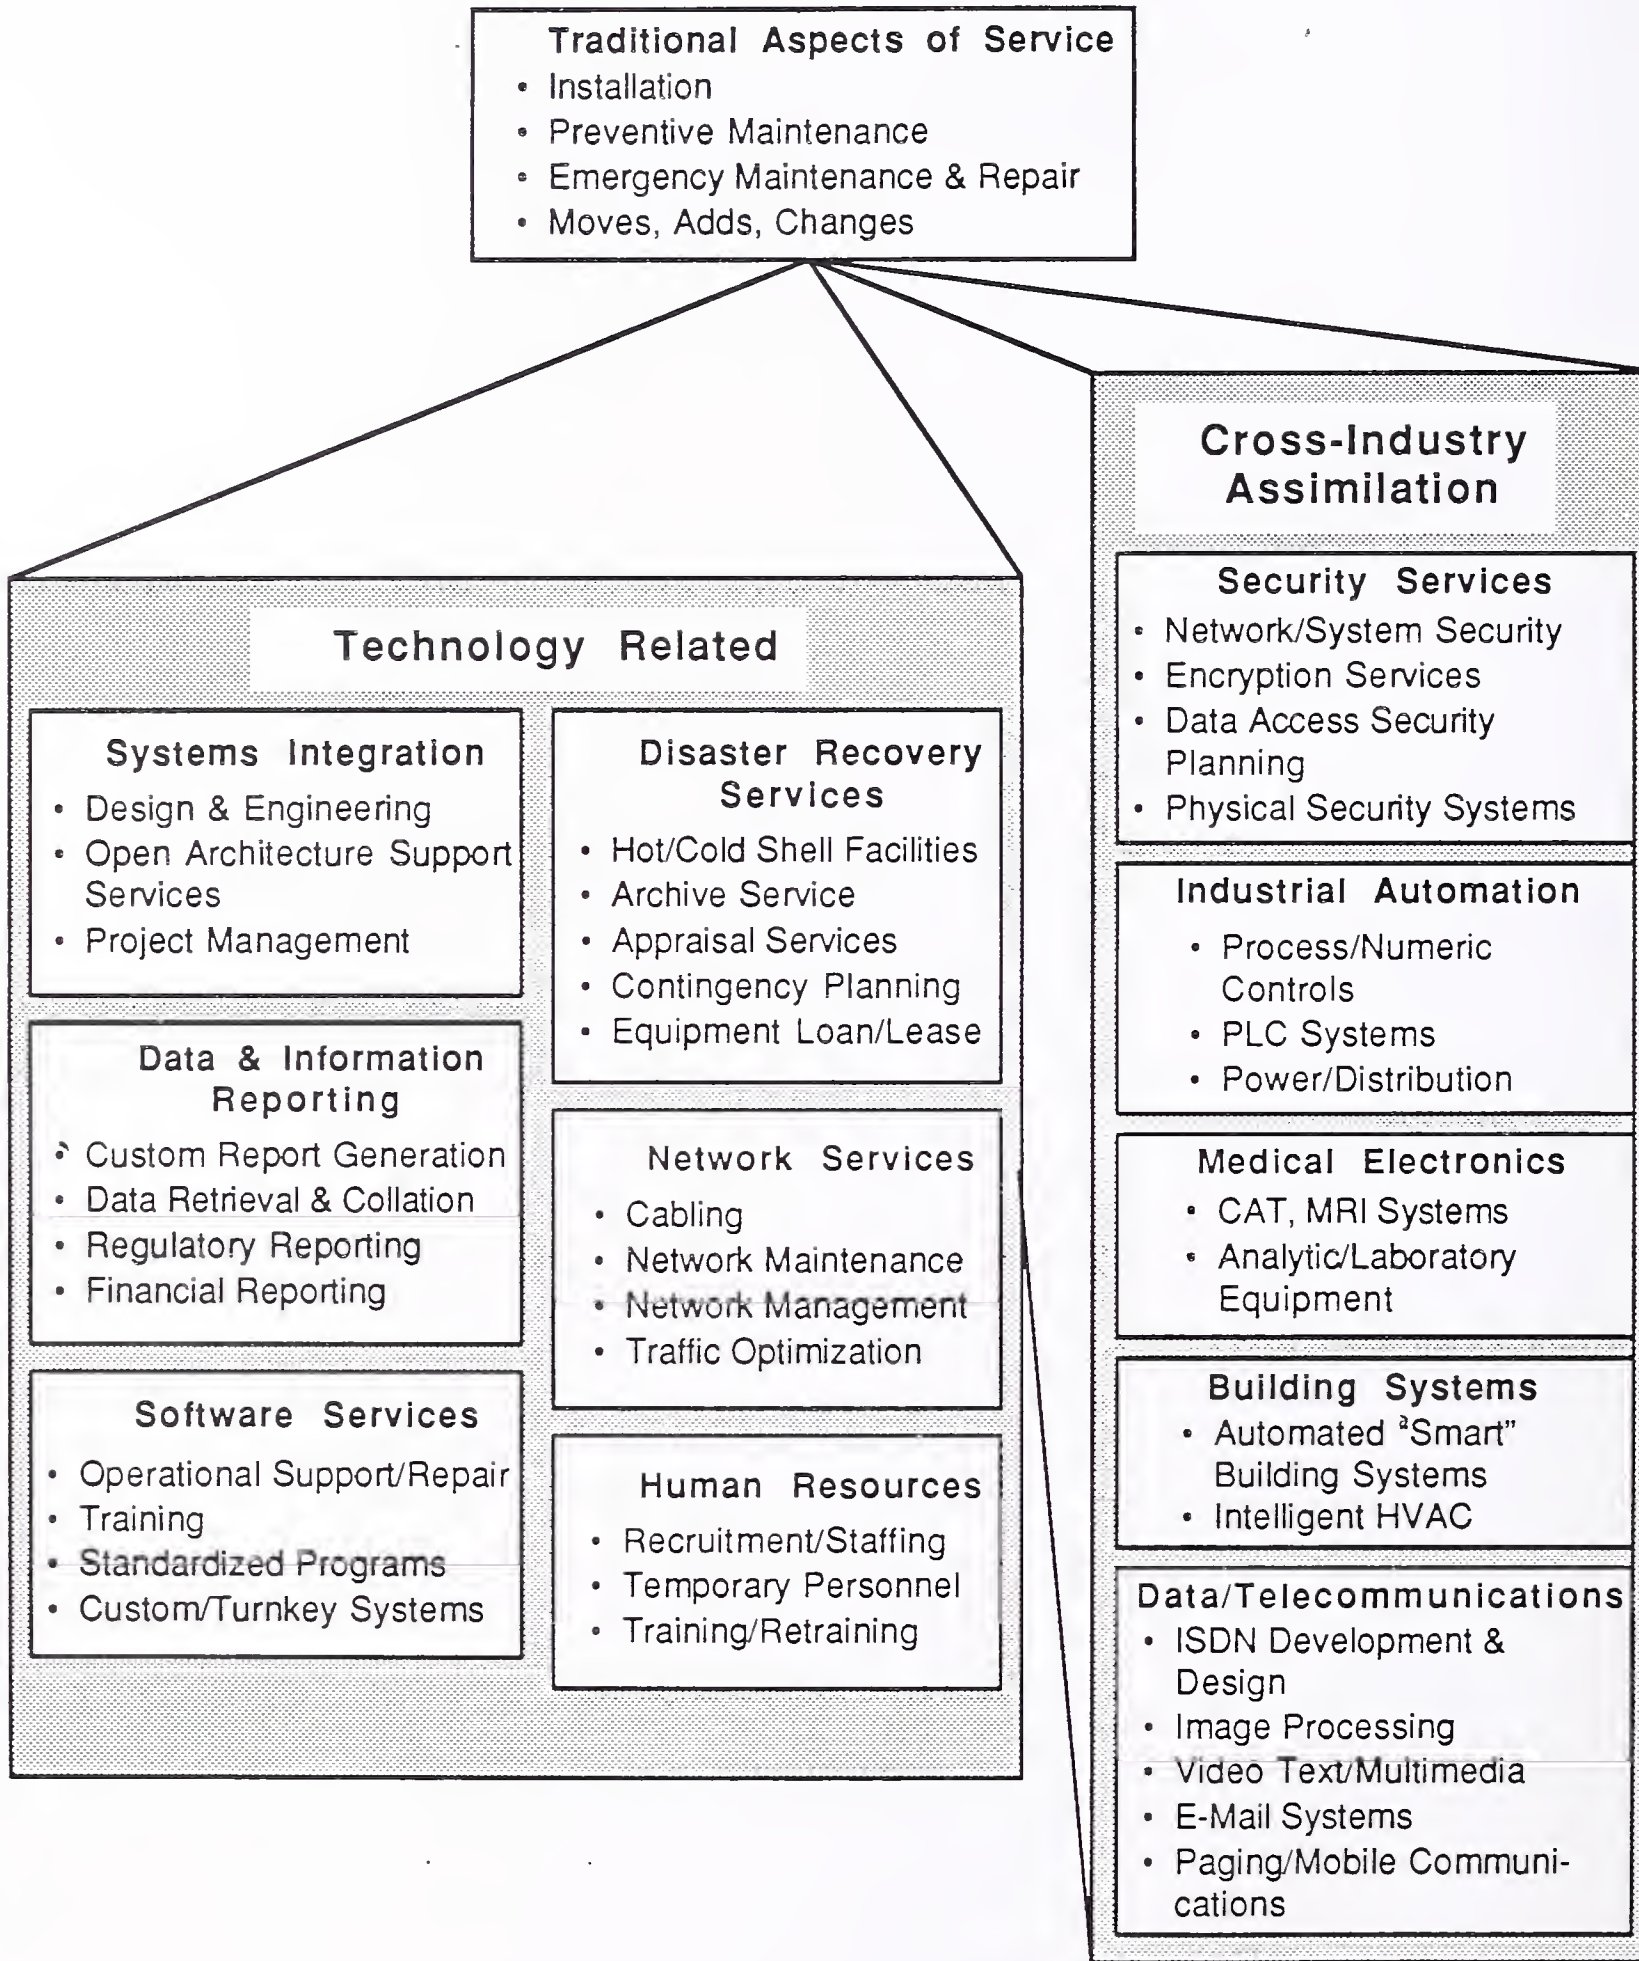 Traditional Aspects of Service
• Installation
• Preventive Maintenance
• Emergency Maintenance & Repair
• Moves, Adds, Changes
Technology Related
Systems Integration
• Design & Engineering
• Open Architecture Support
Services
• Project Management
Data & Information
Reporting
• Custom Report Generation
• Data Retrieval & Collation
• Regulatory Reporting
• Financial Reporting
Software Services
• Operational Support/Repair
• Training
• Standardized Programs
• Custom/Turnkey Systems
Disaster Recovery
Services
• Hot/Cold Shell Facilities
• Archive Service
• Appraisal Services
• Contingency Planning
• Equipment Loan/Lease
Network Services
• Cabling
• Network Maintenance
• Network Management
• Traffic Optimization
Human Resources
• Recruitment/Staffing
• Temporary Personnel
• Training/Retraining
Cross-Industry
Assimilation
Security Services
• Network/System Security
• Encryption Services
• Data Access Security
Planning
• Physical Security Systems
Industrial Automation
• Process/Numeric
Controls
• PLC Systems
• Power/Distribution
Medical Electronics
• CAT, MRI Systems
• Analytic/Laboratory
Equipment
Building Systems
• Automated ªSmart”
Building Systems
• Intelligent HVAC
Data/Telecommunications
• ISDN Development &
Design
• Image Processing
• Video Text/Multimedia
• E-Mail Systems
• Paging/Mobile Communi-
cations